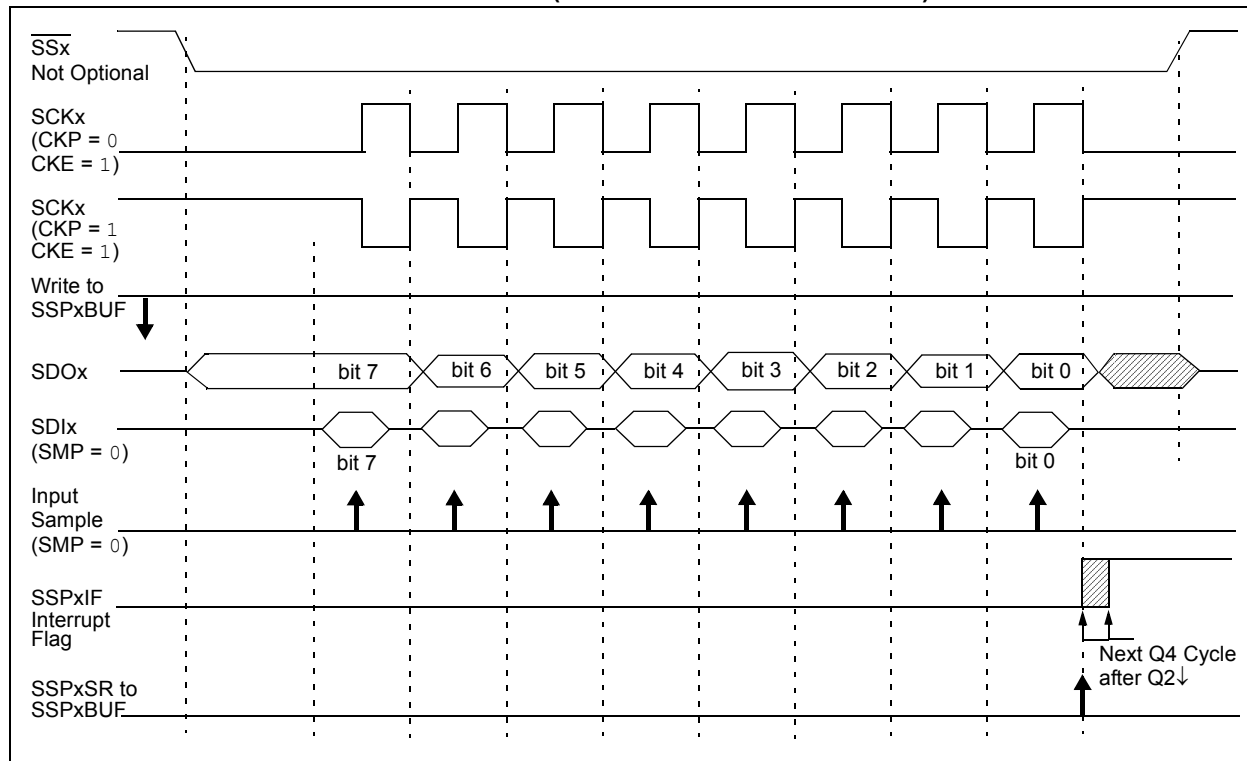 SSx
Not Optional
SCKx
(CKP = 0
CKE = 1)
SCKx
(CKP = 1
CKE = 1)
Write to
SSPxBUF
SDOx
bit 7
bit 6
bit 5
bit 4
bit 3
bit 2
bit 1
bit 0
SDIx
(SMP = 0)
bit 7
bit 0
Input
Sample
(SMP = 0)
SSPxIF
Interrupt
Flag
Next Q4 Cycle
after Q2↓
SSPxSR to
SSPxBUF